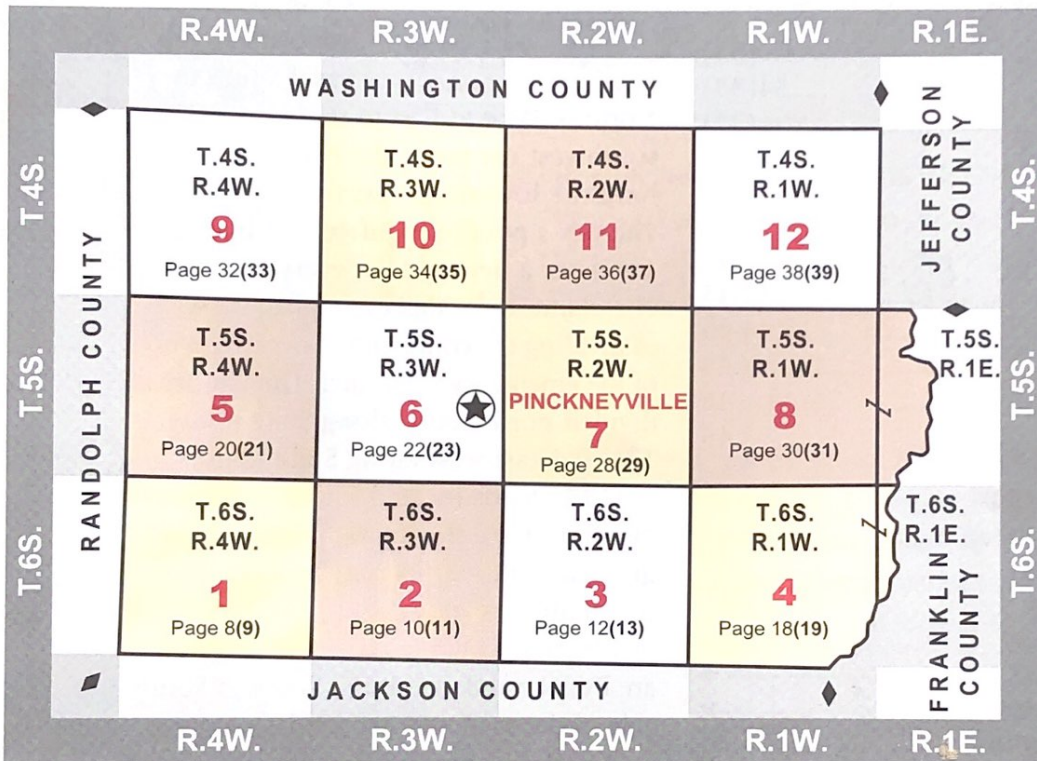 R.4W. R.3W. R.2W. R.1W. R.1E.
WASHINGTON COUNTY
JEFFERSON
COUNTY
RANDOLPH COUNTY
T.4S.
T.4S.
R.4W.
9
Page 32(33)
T.4S.
R.3W.
10
Page 34(35)
T.4S.
R.2W.
11
Page 36(37)
T.4S.
R.1W.
12
Page 38(39)
T.4S.
T.5S.
T.5S.
R.4W.
5
Page 20(21)
T.5S.
R.3W.
6
Page 22(23)
T.5S.
R.2W.
PINCKNEYVILLE
7
Page 28(29)
T.5S.
R.1W.
8
Page 30(31)
T.5S.
R.1E.
T.5S.
T.6S.
T.6S.
R.4W.
1
Page 8(9)
T.6S.
R.3W.
2
Page 10(11)
T.6S.
R.2W.
3
Page 12(13)
T.6S.
R.1W.
4
Page 18(19)
T.6S.
R.1E.
T.6S.
FRANKLIN
COUNTY
JACKSON COUNTY
R.4W. R.3W. R.2W. R.1W. R.1E.